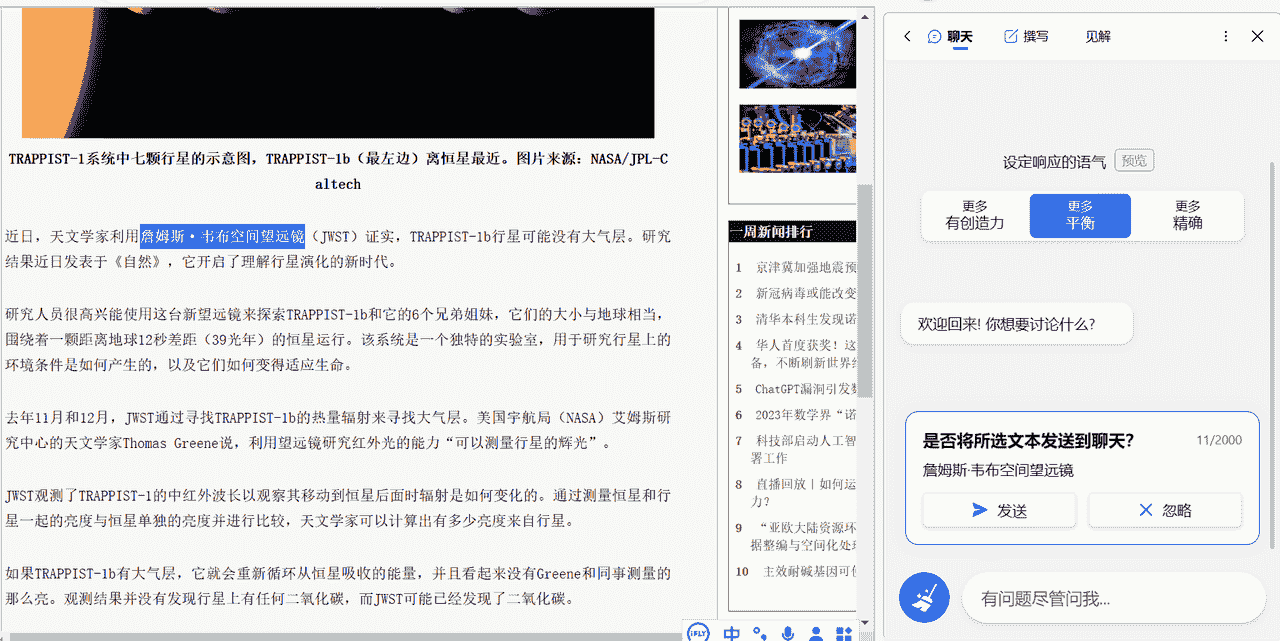 TRAPPIST-1系统中七颗行星的示意图，TRAPPIST-1b（最左边）离恒星最近。图片来源：NASA/JPL-C
altech
近日，天文学家利用詹姆斯·韦布空间望远镜（JWST）证实，TRAPPIST-1b行星可能没有大气层。研究
结果近日发表于《自然》，它开启了理解行星演化的新时代。
研究人员很高兴能使用这台新望远镜来探索TRAPPIST-1b和它的6个兄弟姐妹，它们的大小与地球相当，
围绕着一颗距离地球12秒差距（39光年）的恒星运行。该系统是一个独特的实验室，用于研究行星上的
环境条件是如何产生的，以及它们如何变得适应生命。
去年11月和12月，JWST通过寻找TRAPPIST-1b的热量辐射来寻找大气层。美国宇航局（NASA）艾姆斯研
究中心的天文学家Thomas Greene说，利用望远镜研究红外光的能力“可以测量行星的辉光”。
JWST观测了TRAPPIST-1的中红外波长以观察其移动到恒星后面时辐射是如何变化的。通过测量恒星和行
星一起的亮度与恒星单独的亮度并进行比较，天文学家可以计算出有多少亮度来自行星。
如果TRAPPIST-1b有大气层，它就会重新循环从恒星吸收的能量，并且看起来没有Greene和同事测量的
那么亮。观测结果并没有发现行星上有任何二氧化碳，而JWST可能已经发现了二氧化碳。
一周新闻排行
1 京津冀加强地震预
2 新冠病毒或能改变
3 清华本科生发现诺
4 华人首度获奖！这
备，不断刷新世界纪
5 ChatGPT漏洞引发数
6 2023年数学界“诺
7 科技部启动人工智
署工作
8 直播回放丨如何运
力？
9 “亚欧大陆资源环
据整编与空间化处理
10 主效耐碱基因可使
iFLY 中
聊天 撰写 见解
设定响应的语气 预览
更多
有创造力
更多
平衡
更多
精确
欢迎回来! 你想要讨论什么?
是否将所选文本发送到聊天? 11/2000
詹姆斯·韦布空间望远镜
发送 忽略
有问题尽管问我...